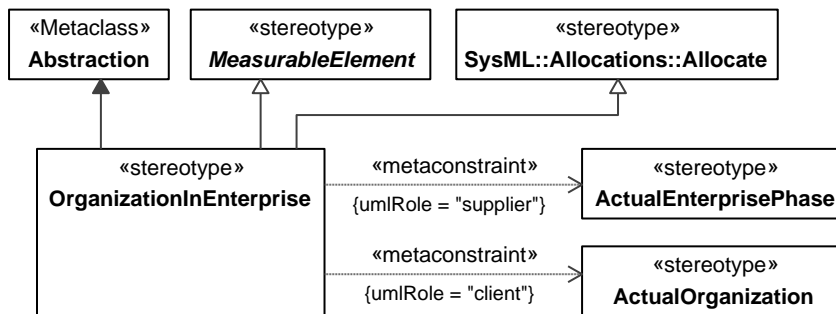 «Metaclass»
Abstraction
«stereotype»
MeasurableElement
«stereotype»
SysML::Allocations::Allocate
«stereotype»
OrganizationInEnterprise
«metaconstraint»
{umlRole = "supplier"}
«stereotype»
ActualEnterprisePhase
«metaconstraint»
{umlRole = "client"}
«stereotype»
ActualOrganization